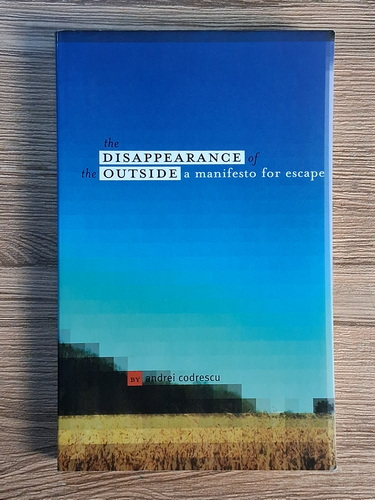 the
DISAPPEARANCE of
the OUTSIDE a manifesto for escape
BY andrei codrescu